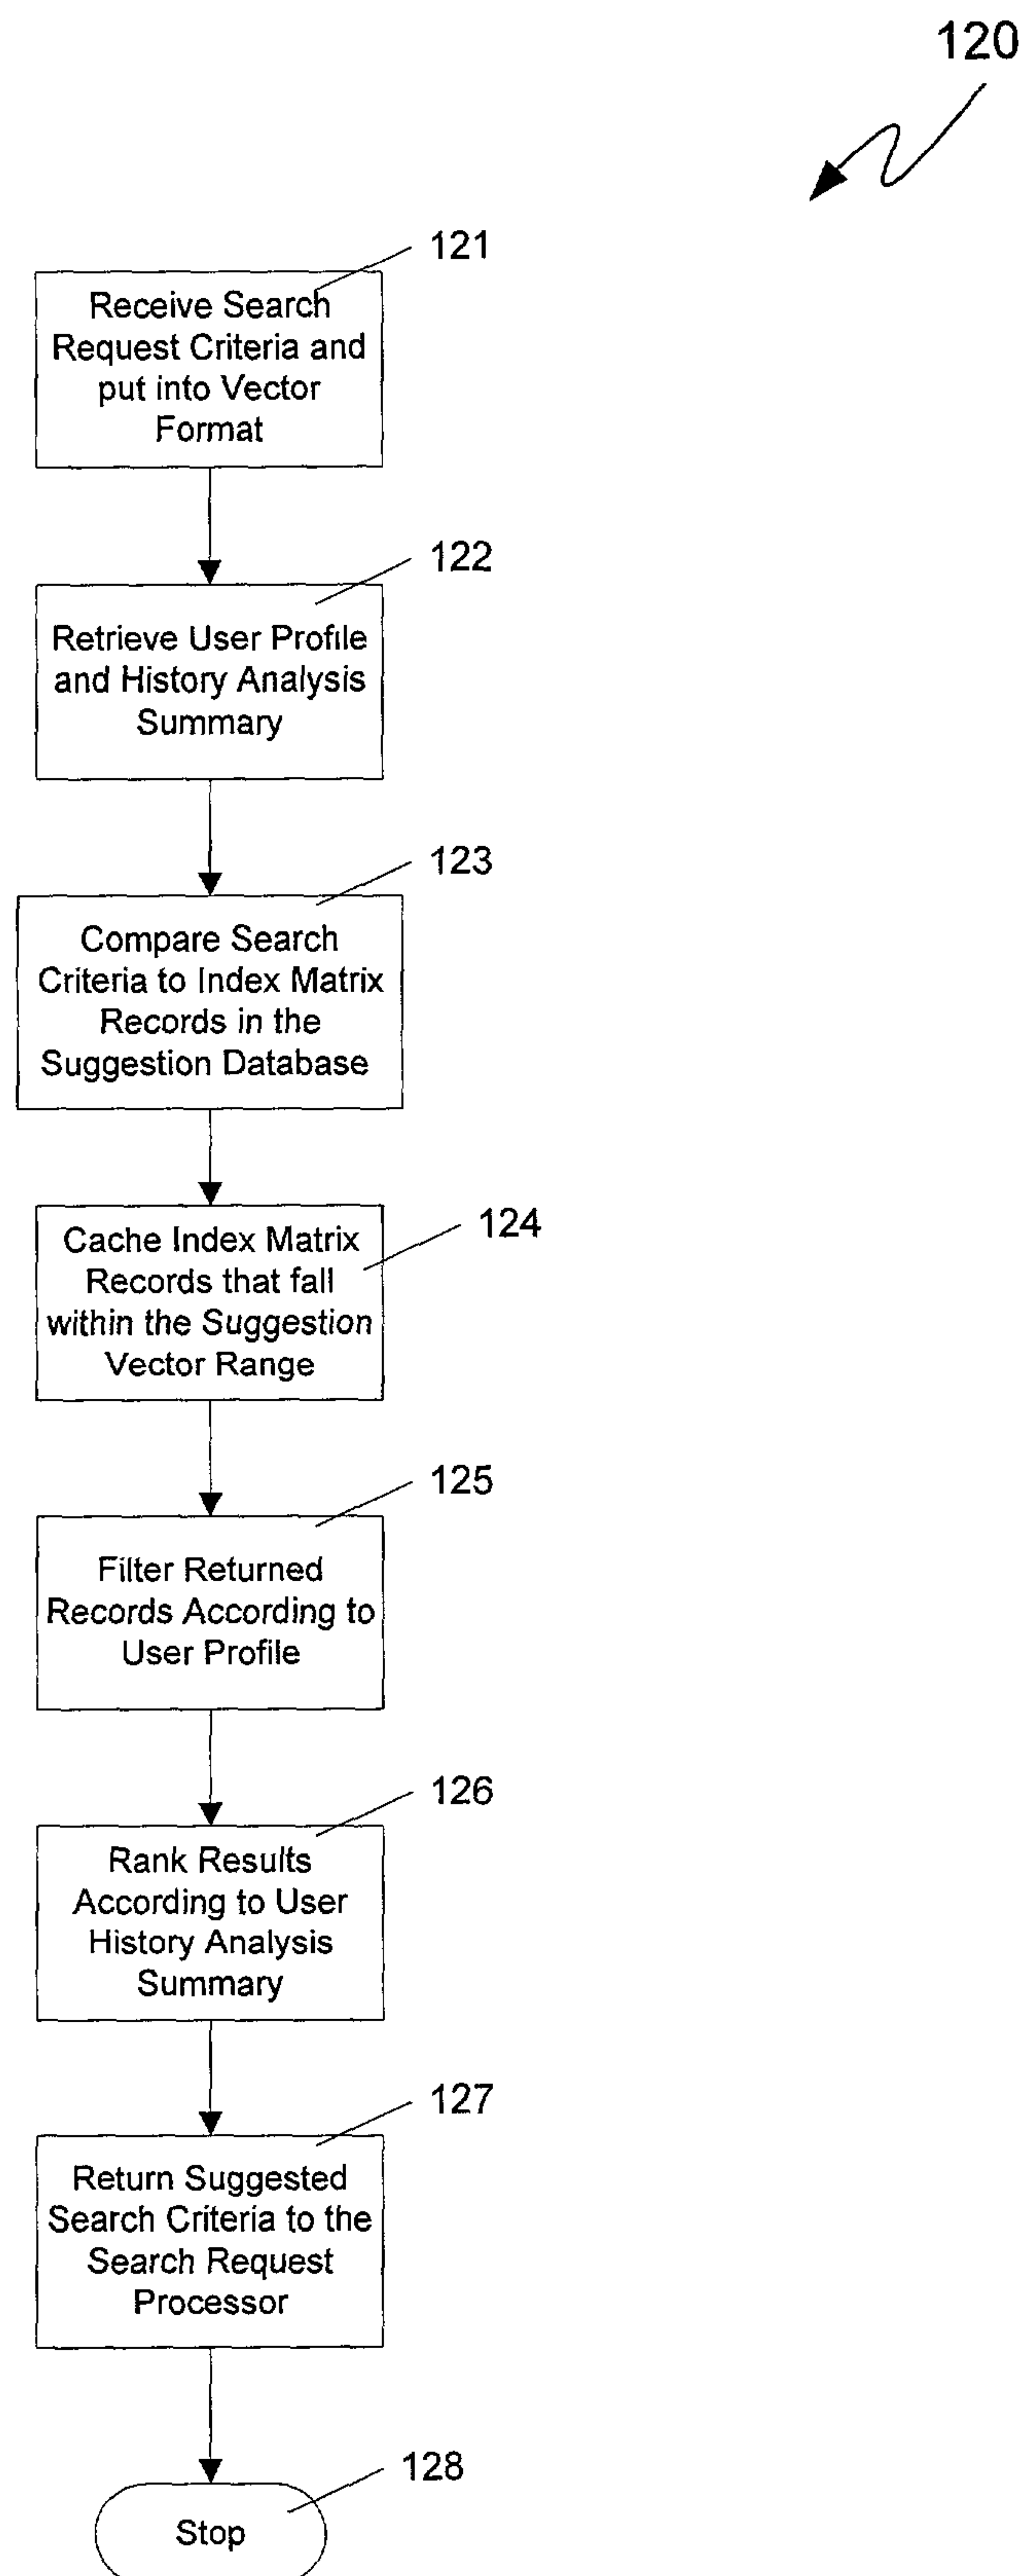 120
121
Receive Search
Request Criteria and
put into Vector
Format
122
Retrieve User Profile
and History Analysis
Summary
123
Compare Search
Criteria to Index Matrix
Records in the
Suggestion Database
124
Cache Index Matrix
Records that fall
within the Suggestion
Vector Range
125
Filter Returned
Records According to
User Profile
126
Rank Results
According to User
History Analysis
Summary
127
Return Suggested
Search Criteria to the
Search Request
Processor
128
Stop